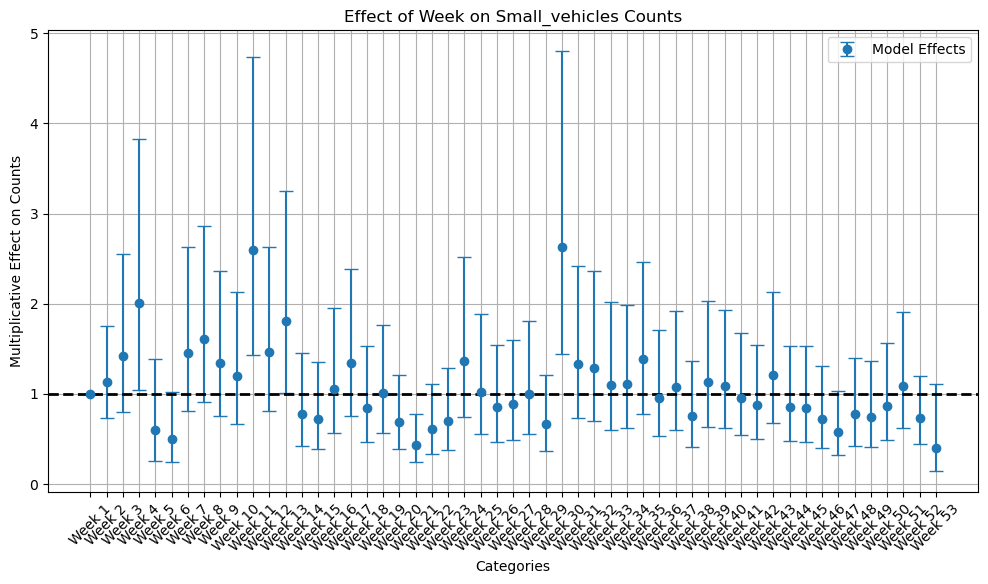 Effect of Week on Small_vehicles Counts
Model Effects
Multiplicative Effect on Counts
5
4
3
2
1
0
Week 1
Week 2
Week 3
Week 4
Week 5
Week 6
Week 7
Week 8
Week 9
Week 10
Week 11
Week 12
Week 13
Week 14
Week 15
Week 16
Week 17
Week 18
Week 19
Week 20
Week 21
Week 22
Week 23
Week 24
Week 25
Week 26
Week 27
Week 28
Week 29
Week 30
Week 31
Week 32
Week 33
Week 34
Week 35
Week 36
Week 37
Week 38
Week 39
Week 40
Week 41
Week 42
Week 43
Week 44
Week 45
Week 46
Week 47
Week 48
Week 49
Week 50
Week 51
Week 52
Week 53
Categories